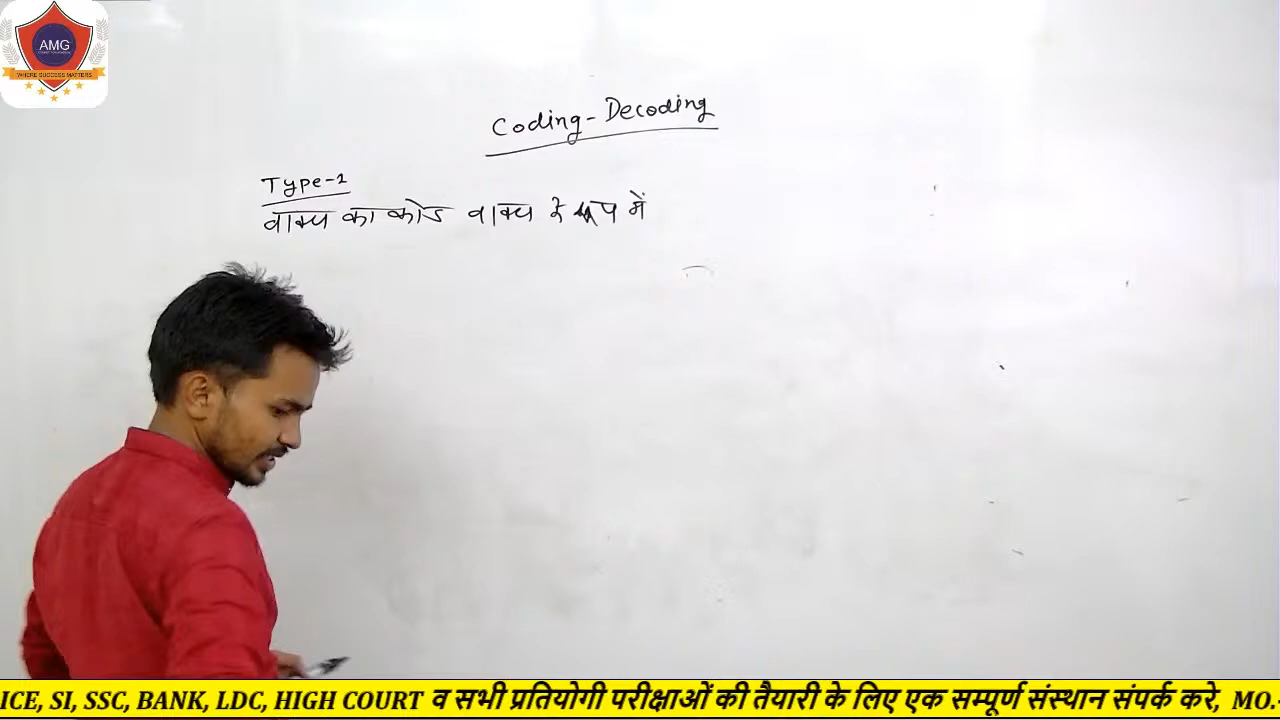 AMG
WHERE SUCCESS MATTERS
Coding-Decoding
Type-1
वाक्य का कोड वाक्य के रूप में
ICE, SI, SSC, BANK, LDC, HIGH COURT व सभी प्रतियोगी परीक्षाओं की तैयारी के लिए एक सम्पूर्ण संस्थान संपर्क करे, MO.